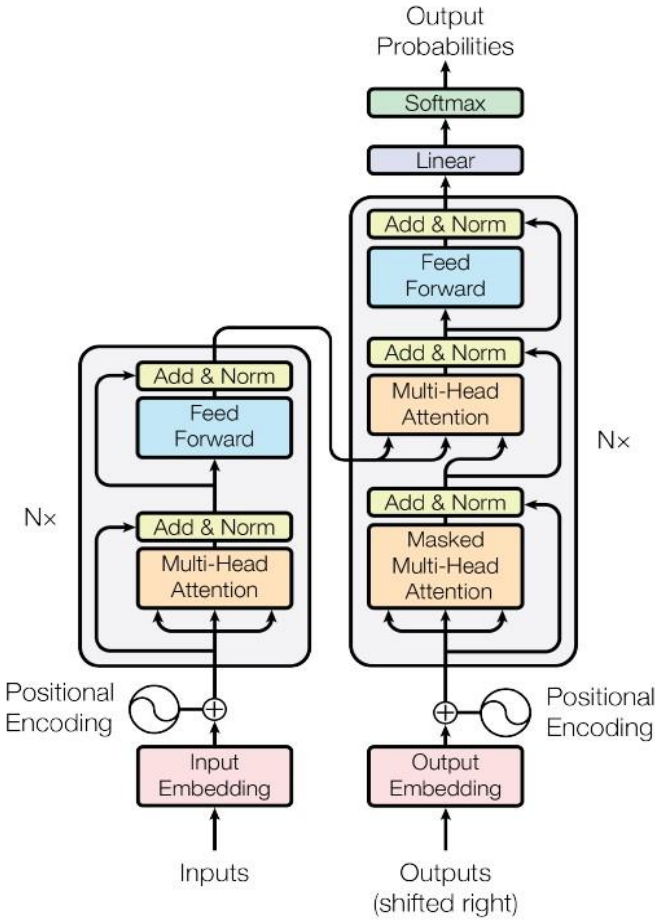 Output
Probabilities
Softmax
Linear
Add & Norm
Feed
Forward
Add & Norm
Multi-Head
Attention
Nx
Add & Norm
Masked
Multi-Head
Attention
Positional
Encoding
Output
Embedding
Outputs
(shifted right)
Add & Norm
Feed
Forward
Nx
Add & Norm
Multi-Head
Attention
Positional
Encoding
Input
Embedding
Inputs